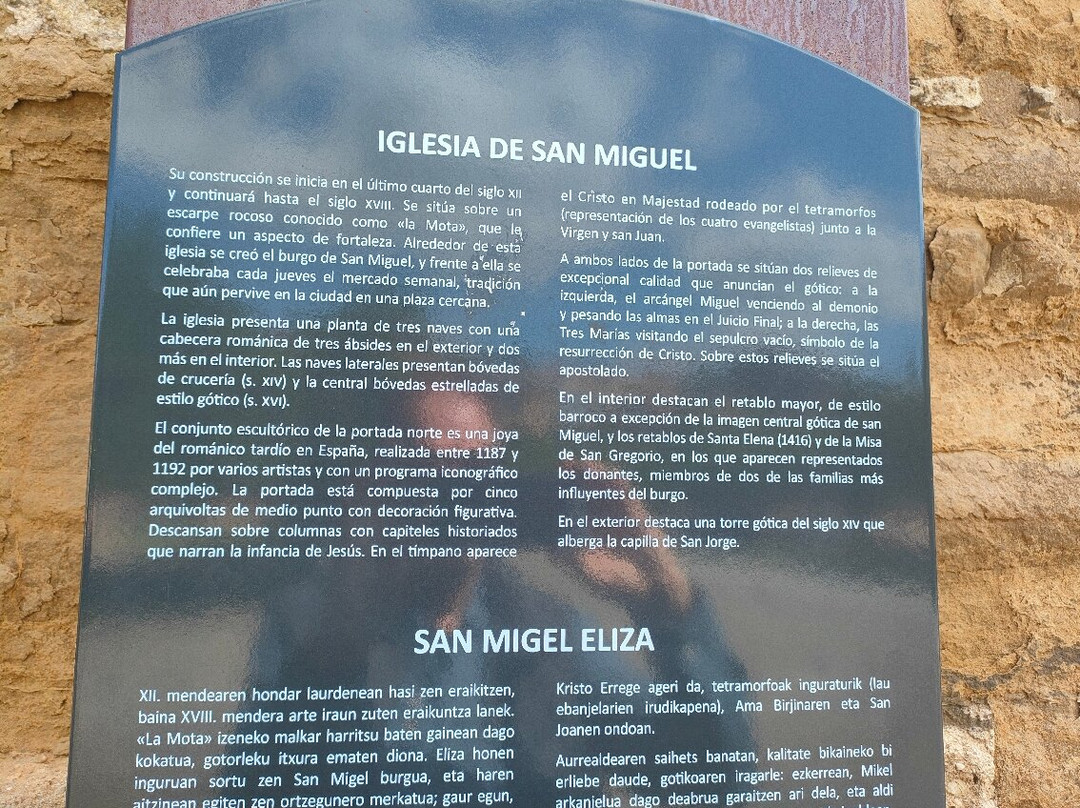 IGLESIA DE SAN MIGUEL
Su construcción se inicia en el último cuarto del siglo XII
y continuará hasta el siglo XVIII. Se sitúa sobre un
escarpe rocoso conocido como «la Mota», que le
confiere un aspecto de fortaleza. Alrededor de esta
iglesia se creó el burgo de San Miguel, y frente a ella se
celebraba cada jueves el mercado semanal, tradición
que aún pervive en la ciudad en una plaza cercana.
La iglesia presenta una planta de tres naves con una
cabecera románica de tres ábsides en el exterior y dos
más en el interior. Las naves laterales presentan bóvedas
de crucería (s. XIV) y la central bóvedas estrelladas de
estilo gótico (s. XVI).
El conjunto escultórico de la portada norte es una joya
del románico tardío en España, realizada entre 1187 y
1192 por varios artistas y con un programa iconográfico
complejo. La portada está compuesta por cinco
arquivoltas de medio punto con decoración figurativa.
Descansan sobre columnas con capiteles historiados
que narran la infancia de Jesús. En el tímpano aparece
el Cristo en Majestad rodeado por el tetramorfos
(representación de los cuatro evangelistas) junto a la
Virgen y san Juan.
A ambos lados de la portada se sitúan dos relieves de
excepcional calidad que anuncian el gótico: a la
izquierda, el arcángel Miguel venciendo al demonio
y pesando las almas en el Juicio Final; a la derecha, las
Tres Marías visitando el sepulcro vacío, símbolo de la
resurrección de Cristo. Sobre estos relieves se sitúa el
apostolado.
En el interior destacan el retablo mayor, de estilo
barroco a excepción de la imagen central gótica de san
Miguel, y los retablos de Santa Elena (1416) y de la Misa
de San Gregorio, en los que aparecen representados
los donantes, miembros de dos de las familias más
influyentes del burgo.
En el exterior destaca una torre gótica del siglo XIV que
alberga la capilla de San Jorge.
SAN MIGEL ELIZA
XII. mendearen hondar laurdenean hasi zen eraikitzen,
baina XVIII. mendera arte iraun zuten eraikuntza lanek.
«La Mota» izeneko malkar harritsu baten gainean dago
kokatua, gotorleku itxura ematen diona. Eliza honen
inguruan sortu zen San Migel burgua, eta haren
aitzinean egiten zen ortzegunero merkatua; gaur egun,
Kristo Errege ageri da, tetramorfoak inguraturik (lau
ebanjelarien irudikapena), Ama Birjinaren eta San
Joanen ondoan.
Aurrealdearen saihets banatan, kalitate bikaineko bi
erliebe daude, gotikoaren iragarle: ezkerrean, Mikel
arkanjelua dago deabrua garaitzen ari dela, eta aldi